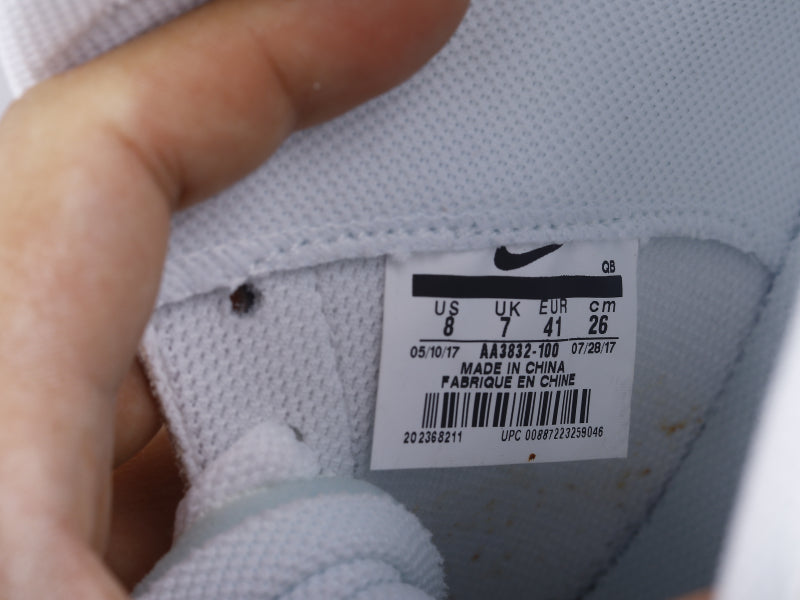 QB
US UK EUR cm
8 7 41 26
05/10/17 AA3832-100 07/28/17
MADE IN CHINA
FABRIQUE EN CHINE
202368211 UPC 00887223259046